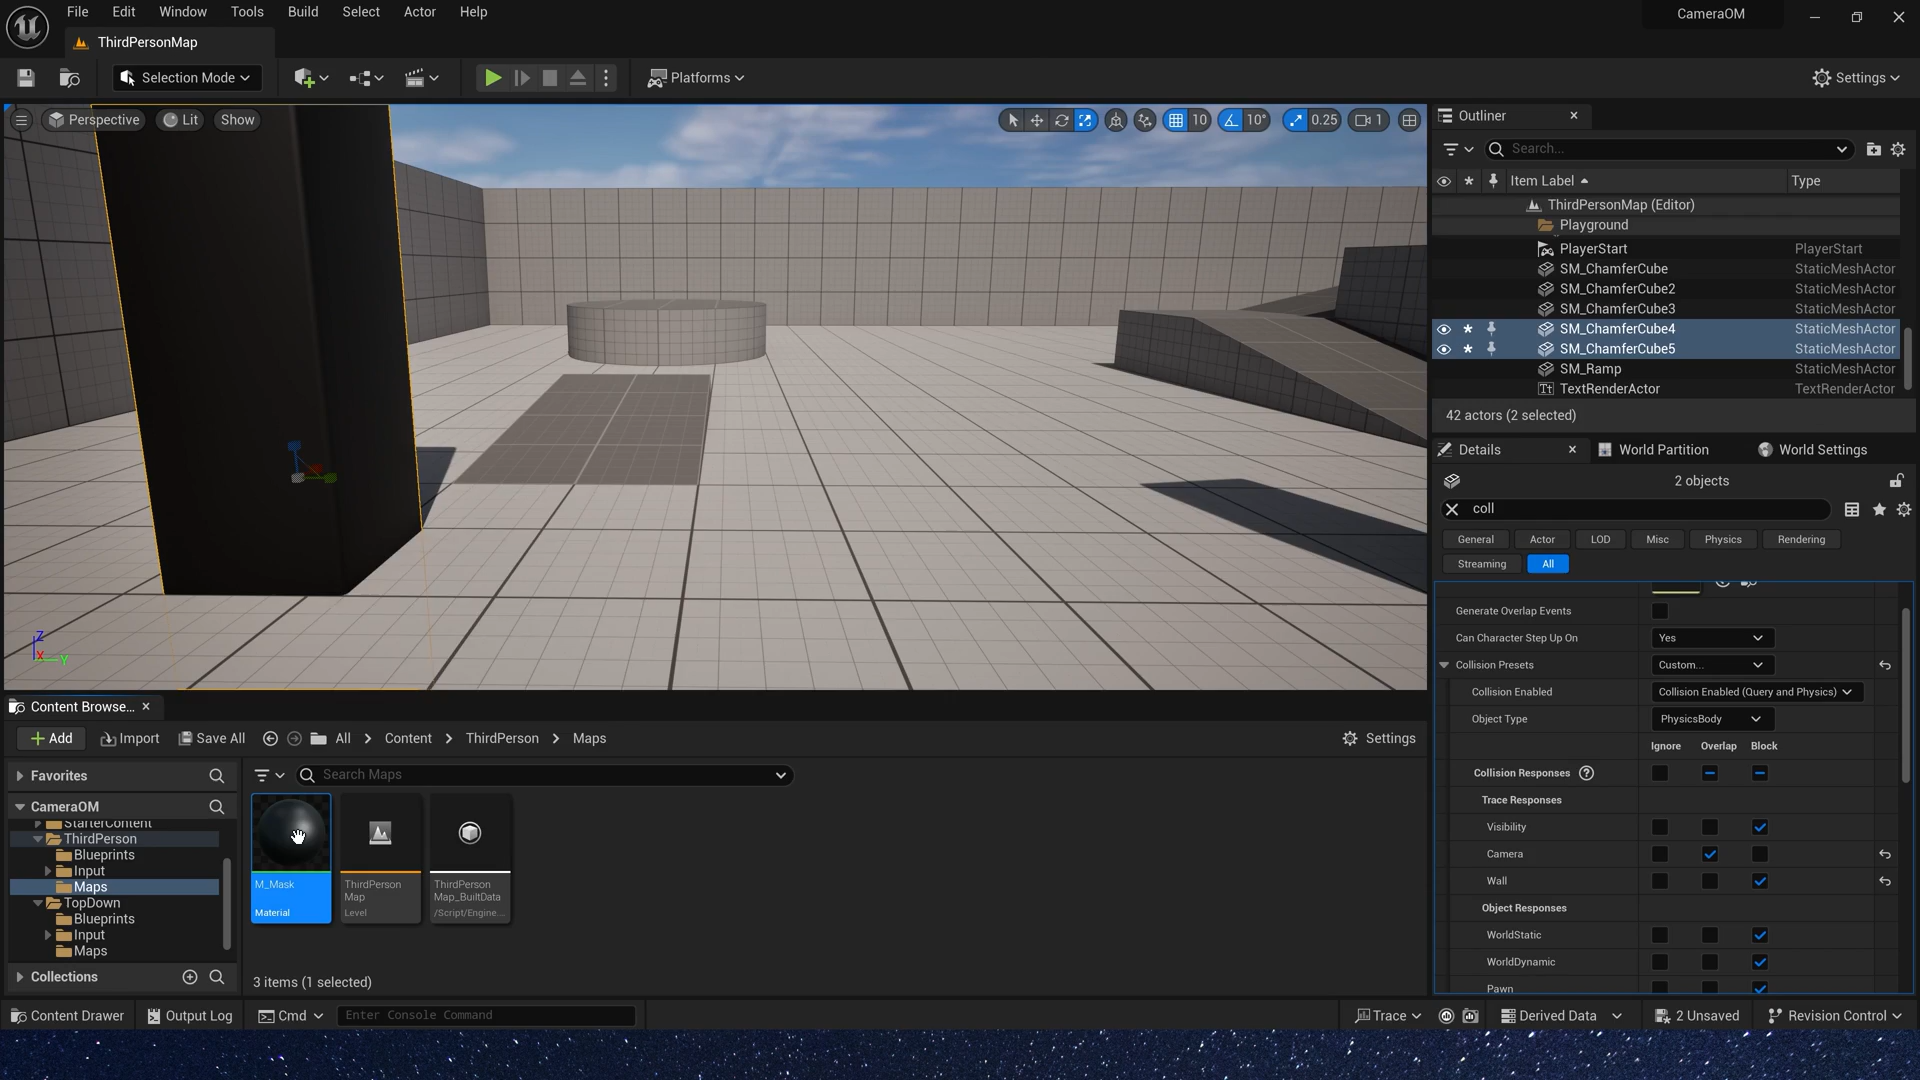 File Edit Window Tools Build Select Actor Help
CameraOM
ThirdPersonMap
Selection Mode
Platforms
Settings
Perspective Lit Show
10 10° 0.25 1
Z
X Y
Outliner
Search...
Item Label Type
ThirdPersonMap (Editor)
Playground
PlayerStart PlayerStart
SM_ChamferCube StaticMeshActor
SM_ChamferCube2 StaticMeshActor
SM_ChamferCube3 StaticMeshActor
SM_ChamferCube4 StaticMeshActor
SM_ChamferCube5 StaticMeshActor
SM_Ramp StaticMeshActor
TextRenderActor TextRenderActor
42 actors (2 selected)
Details World Partition World Settings
2 objects
coll
General Actor LOD Misc Physics Rendering
Streaming All
Generate Overlap Events
Can Character Step Up On Yes
Collision Presets Custom...
Collision Enabled Collision Enabled (Query and Physics)
Object Type PhysicsBody
Ignore Overlap Block
Collision Responses ?
Trace Responses
Visibility
Camera
Wall
Object Responses
WorldStatic
WorldDynamic
Pawn
Content Browse...
Add Import Save All All Content ThirdPerson Maps Settings
Favorites
CameraOM
StarterContent
ThirdPerson
Blueprints
Input
Maps
TopDown
Blueprints
Input
Maps
Collections
Search Maps
M_Mask
Material
ThirdPerson
Map
Level
ThirdPerson
Map_BuiltData
/Script/Engine...
3 items (1 selected)
Content Drawer Output Log Cmd Enter Console Command Trace Derived Data 2 Unsaved Revision Control